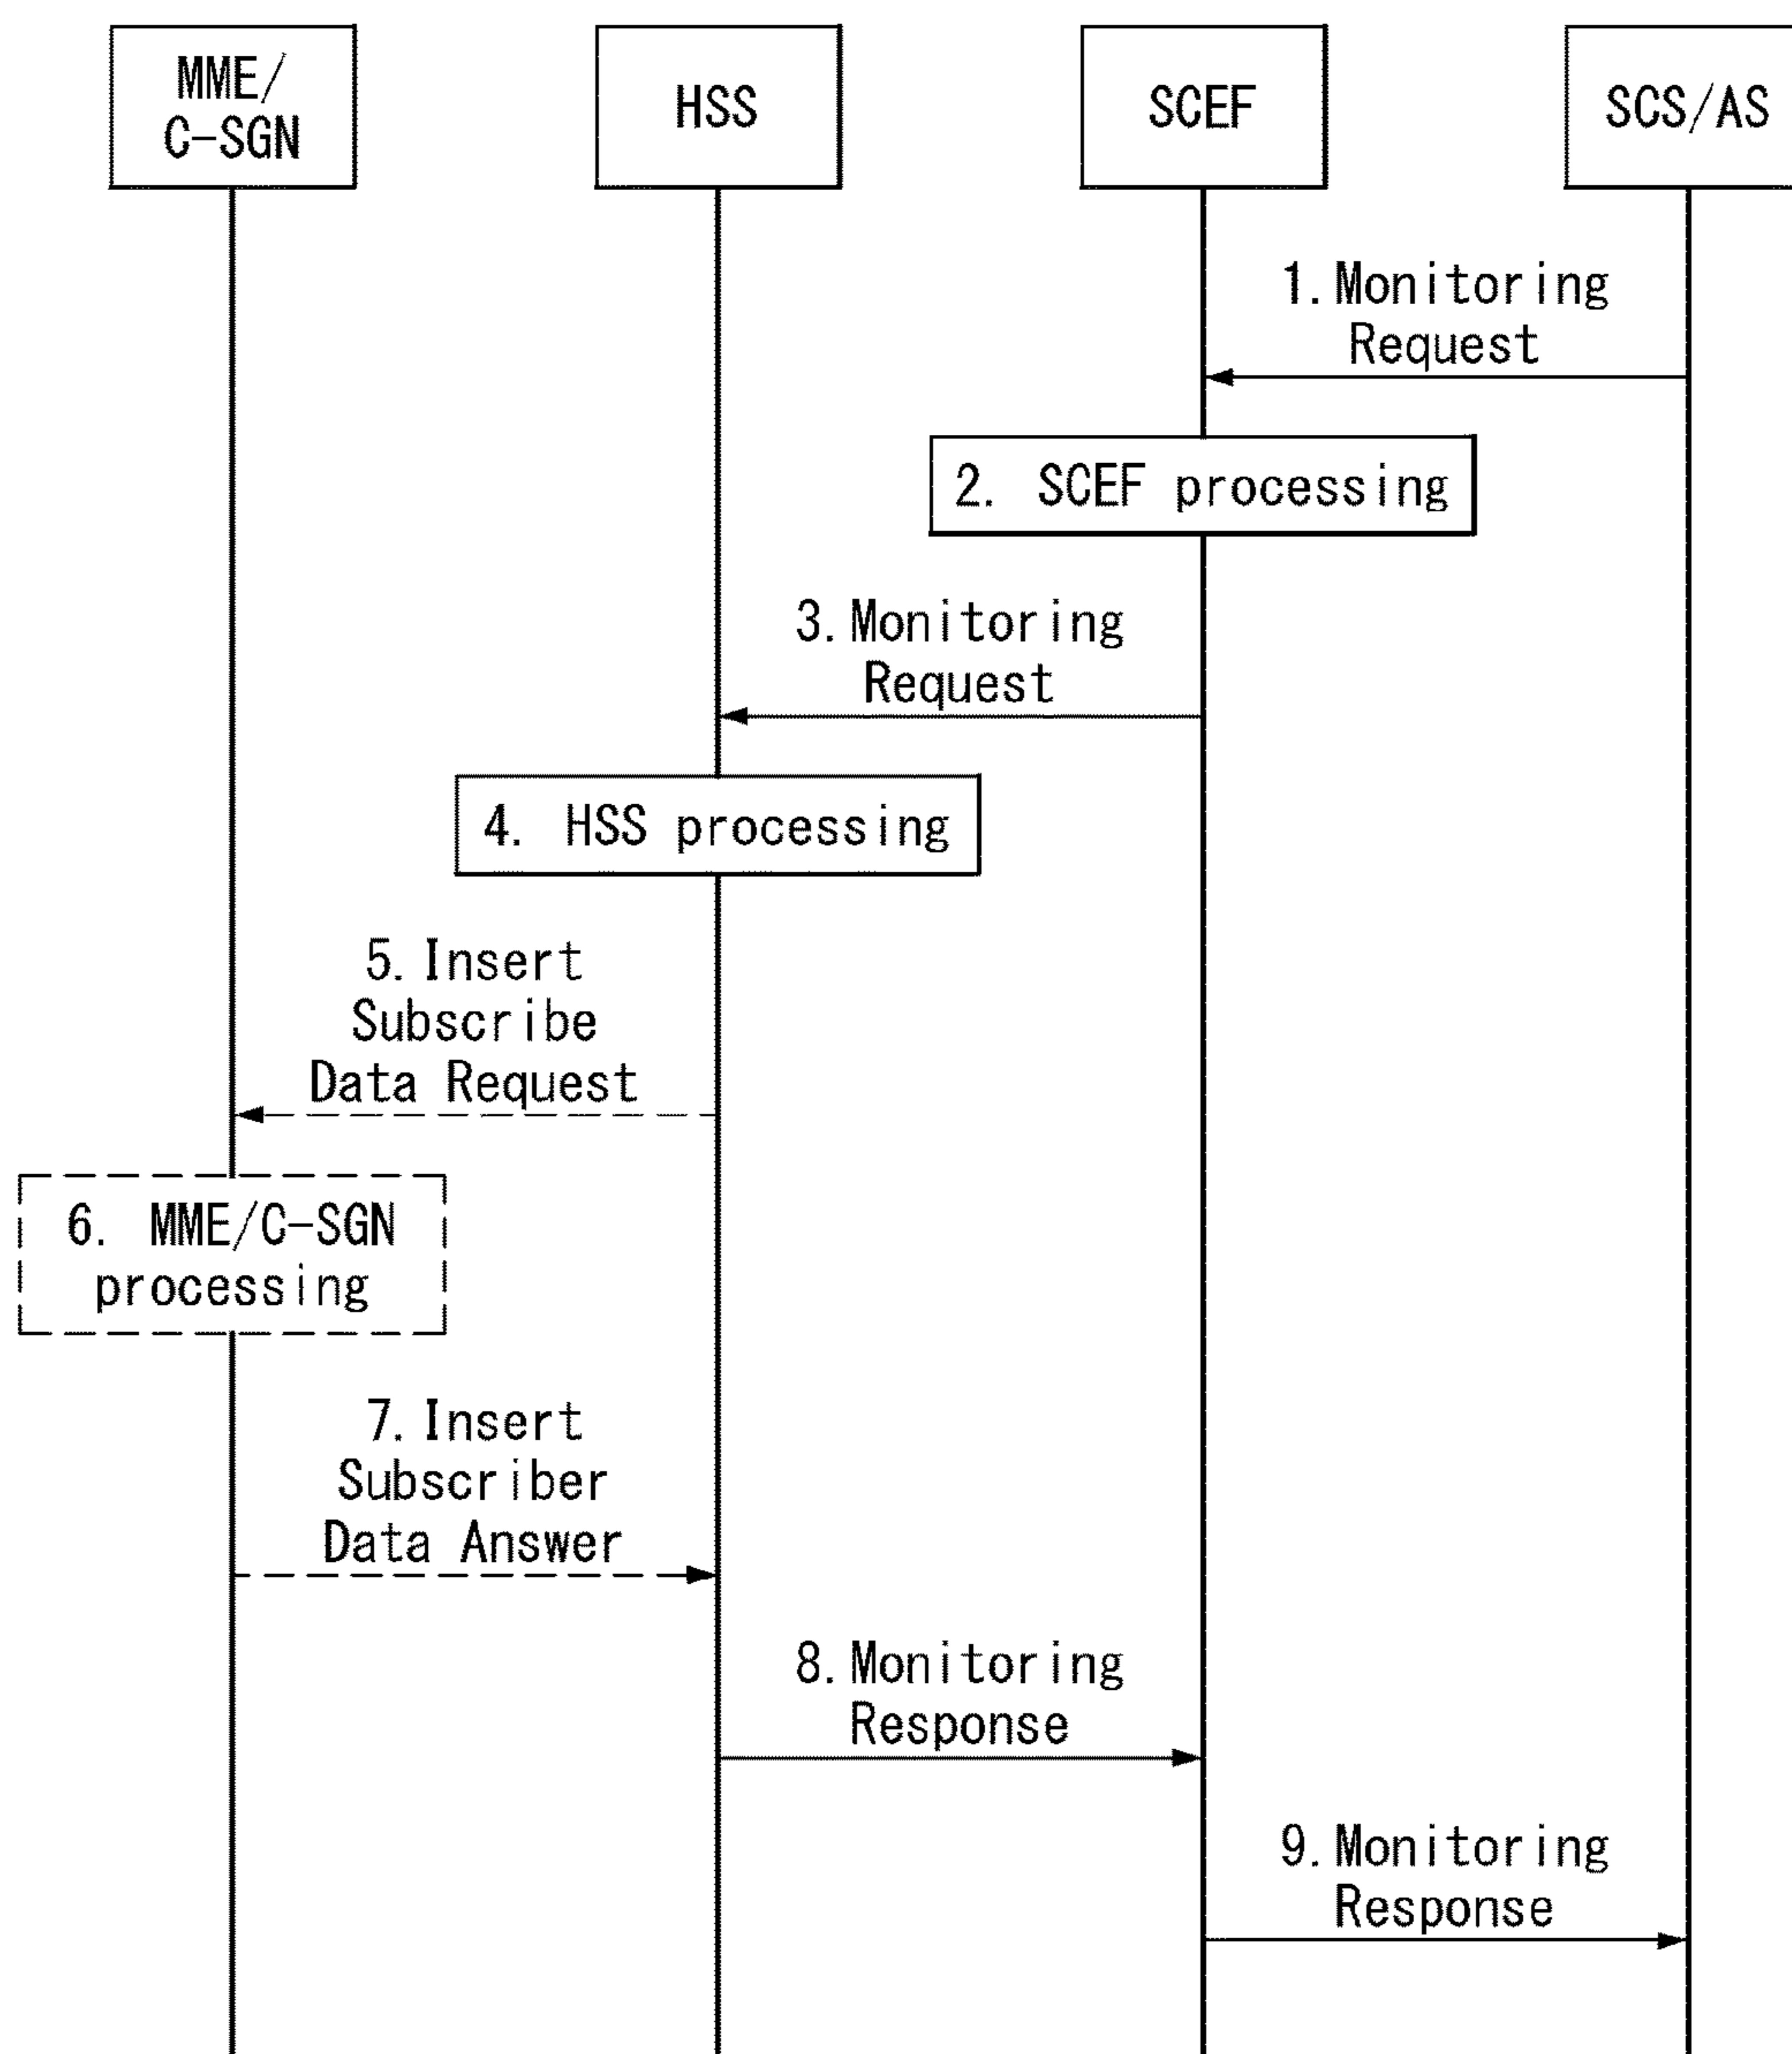 MME/
C-SGN
HSS
SCEF
SCS/AS
1. Monitoring
Request
2. SCEF processing
3. Monitoring
Request
4. HSS processing
5. Insert
Subscribe
Data Request
6. MME/C-SGN
processing
7. Insert
Subscriber
Data Answer
8. Monitoring
Response
9. Monitoring
Response